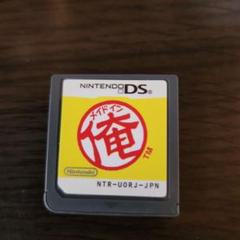 NINTENDO DS
メイドイン
俺
TM
Nintendo
NTR-UORJ-JPN